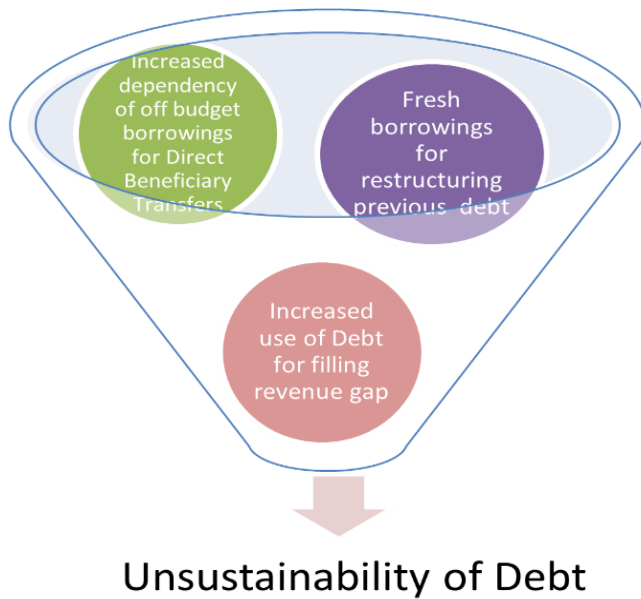 Increased
dependency
of off budget
borrowings
for Direct
Beneficiary
Transfers
Fresh
borrowings
for
restructuring
previous debt
Increased
use of Debt
for filling
revenue gap
Unsustainability of Debt